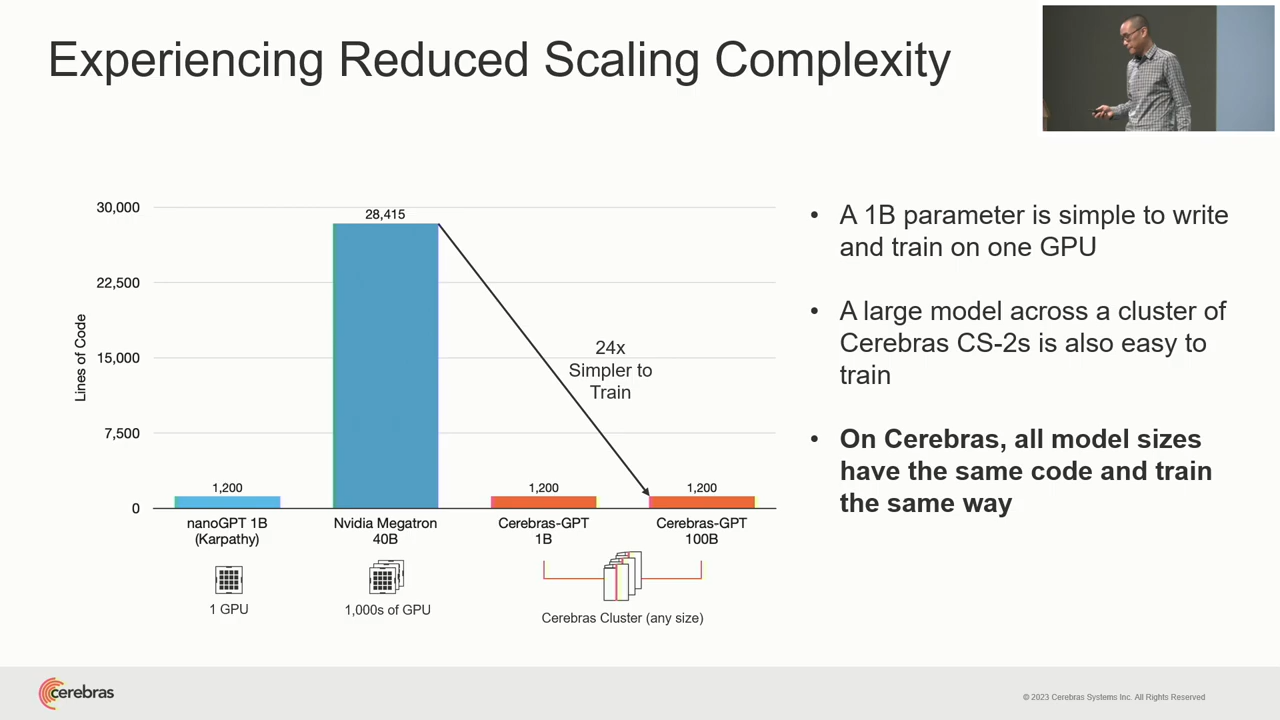 Experiencing Reduced Scaling Complexity
30,000
22,500
15,000
7,500
0
Lines of Code
1,200
28,415
1,200
1,200
24x
Simpler to
Train
nanoGPT 1B
(Karpathy)
Nvidia Megatron
40B
Cerebras-GPT
1B
Cerebras-GPT
100B
1 GPU
1,000s of GPU
Cerebras Cluster (any size)
• A 1B parameter is simple to write
and train on one GPU
• A large model across a cluster of
Cerebras CS-2s is also easy to
train
• On Cerebras, all model sizes
have the same code and train
the same way
cerebras
© 2023 Cerebras Systems Inc. All Rights Reserved